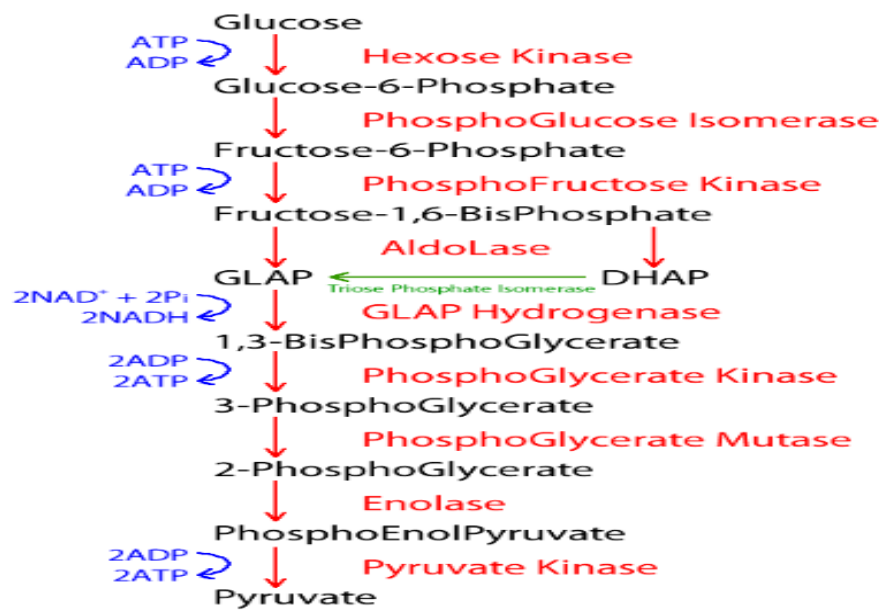 Glucose
ATP
ADP
Hexose Kinase
Glucose-6-Phosphate
PhosphoGlucose Isomerase
Fructose-6-Phosphate
ATP
ADP
PhosphoFructose Kinase
Fructose-1,6-BisPhosphate
AldoLase
GLAP
DHAP
Triose Phosphate Isomerase
2NAD⁺ + 2Pi
2NADH
GLAP Hydrogenase
1,3-BisPhosphoGlycerate
2ADP
2ATP
PhosphoGlycerate Kinase
3-PhosphoGlycerate
PhosphoGlycerate Mutase
2-PhosphoGlycerate
Enolase
PhosphoEnolPyruvate
2ADP
2ATP
Pyruvate Kinase
Pyruvate